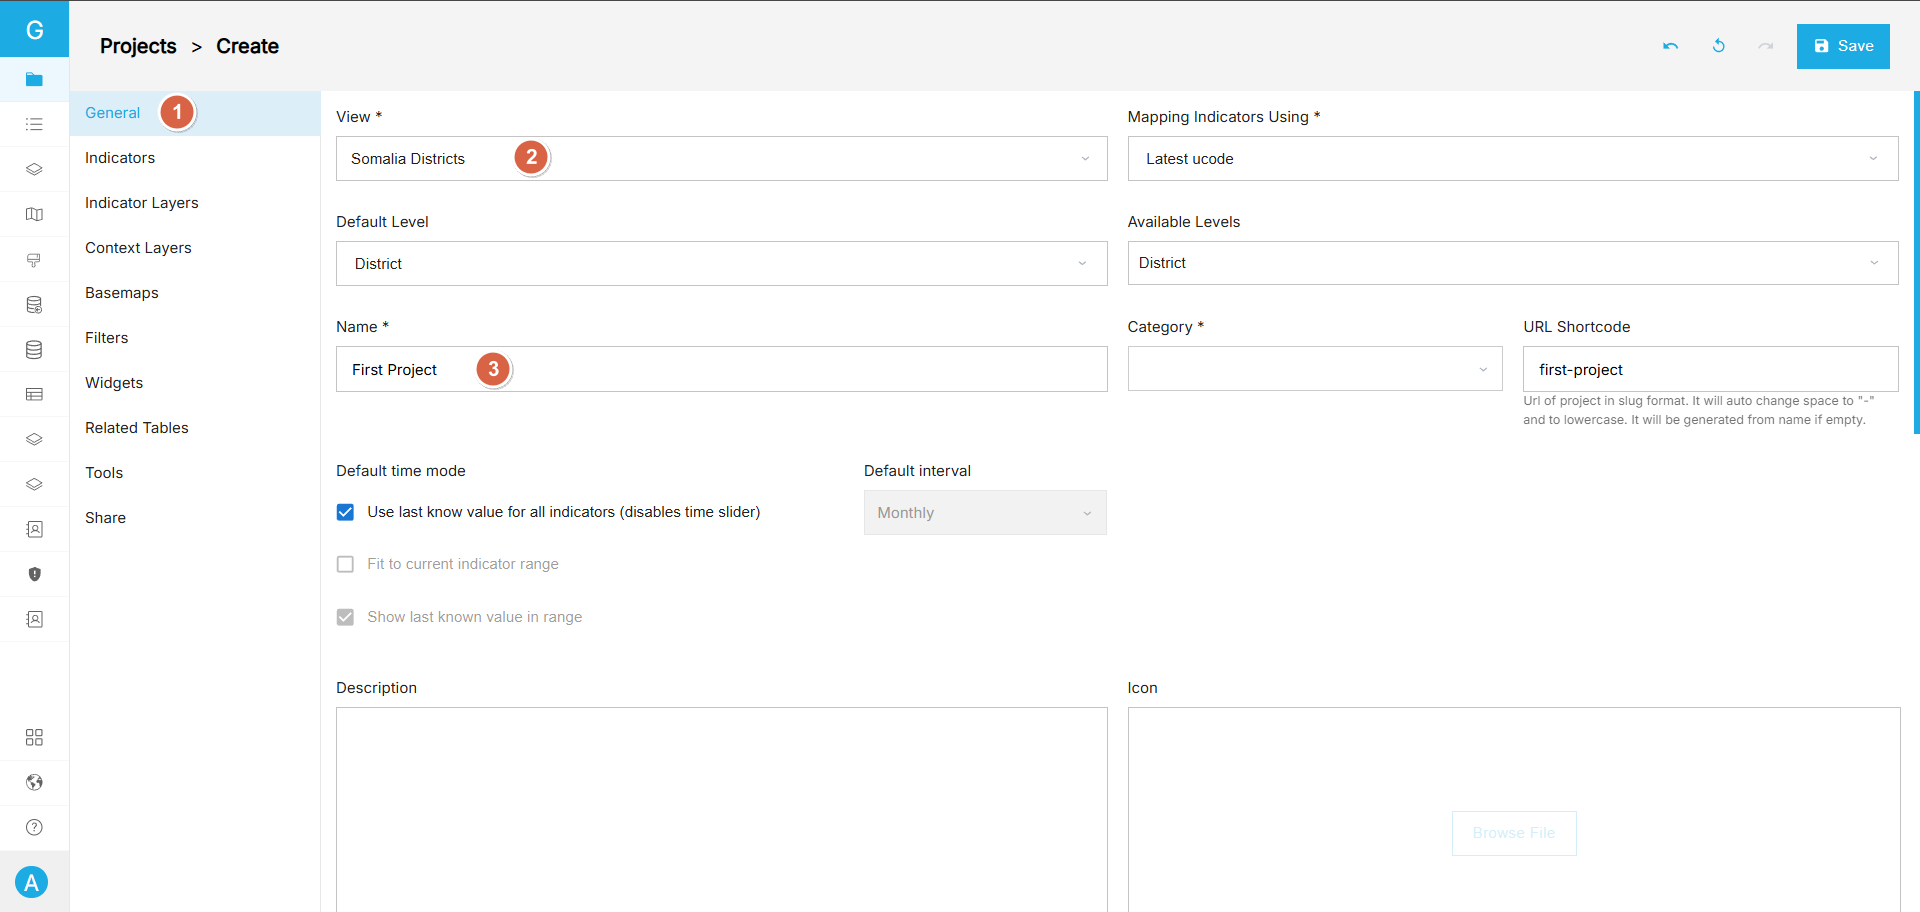 G
Projects > Create
Save
General 1
Indicators
Indicator Layers
Context Layers
Basemaps
Filters
Widgets
Related Tables
Tools
Share
View *
Somalia Districts 2
Mapping Indicators Using *
Latest ucode
Default Level
District
Available Levels
District
Name *
First Project 3
Category *
URL Shortcode
first-project
Url of project in slug format. It will auto change space to "-"
and to lowercase. It will be generated from name if empty.
Default time mode
Use last know value for all indicators (disables time slider)
Fit to current indicator range
Show last known value in range
Default interval
Monthly
Description
Icon
Browse File
A